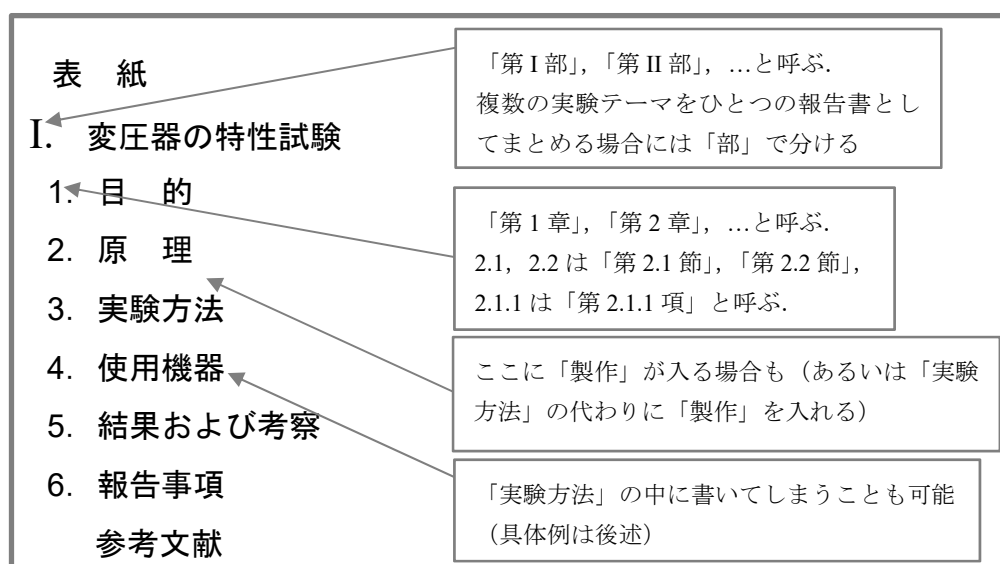 表 紙
I. 変圧器の特性試験
1. 目 的
2. 原 理
3. 実験方法
4. 使用機器
5. 結果および考察
6. 報告事項
参考文献
「第 I 部」,「第 II 部」, …と呼ぶ.
複数の実験テーマをひとつの報告書とし
てまとめる場合には「部」で分ける
「第 1 章」,「第 2 章」, …と呼ぶ.
2.1, 2.2 は「第 2.1 節」,「第 2.2 節」,
2.1.1 は「第 2.1.1 項」と呼ぶ.
ここに「製作」が入る場合も(あるいは「実験
方法」の代わりに「製作」を入れる)
「実験方法」の中に書いてしまうことも可能
(具体例は後述)